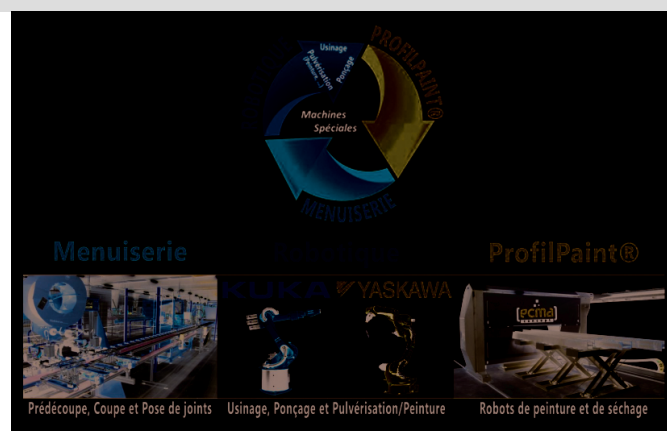 PROFILPAINT®
Usinage
Pulvérisation
(Peinture, ...)
Ponçage
Machines
Spéciales
MENUISERIE
Menuiserie
ProfilPaint®
KUKA YASKAWA
ecma
Prédécoupe, Coupe et Pose de joints
Usinage, Ponçage et Pulvérisation/Peinture
Robots de peinture et de séchage